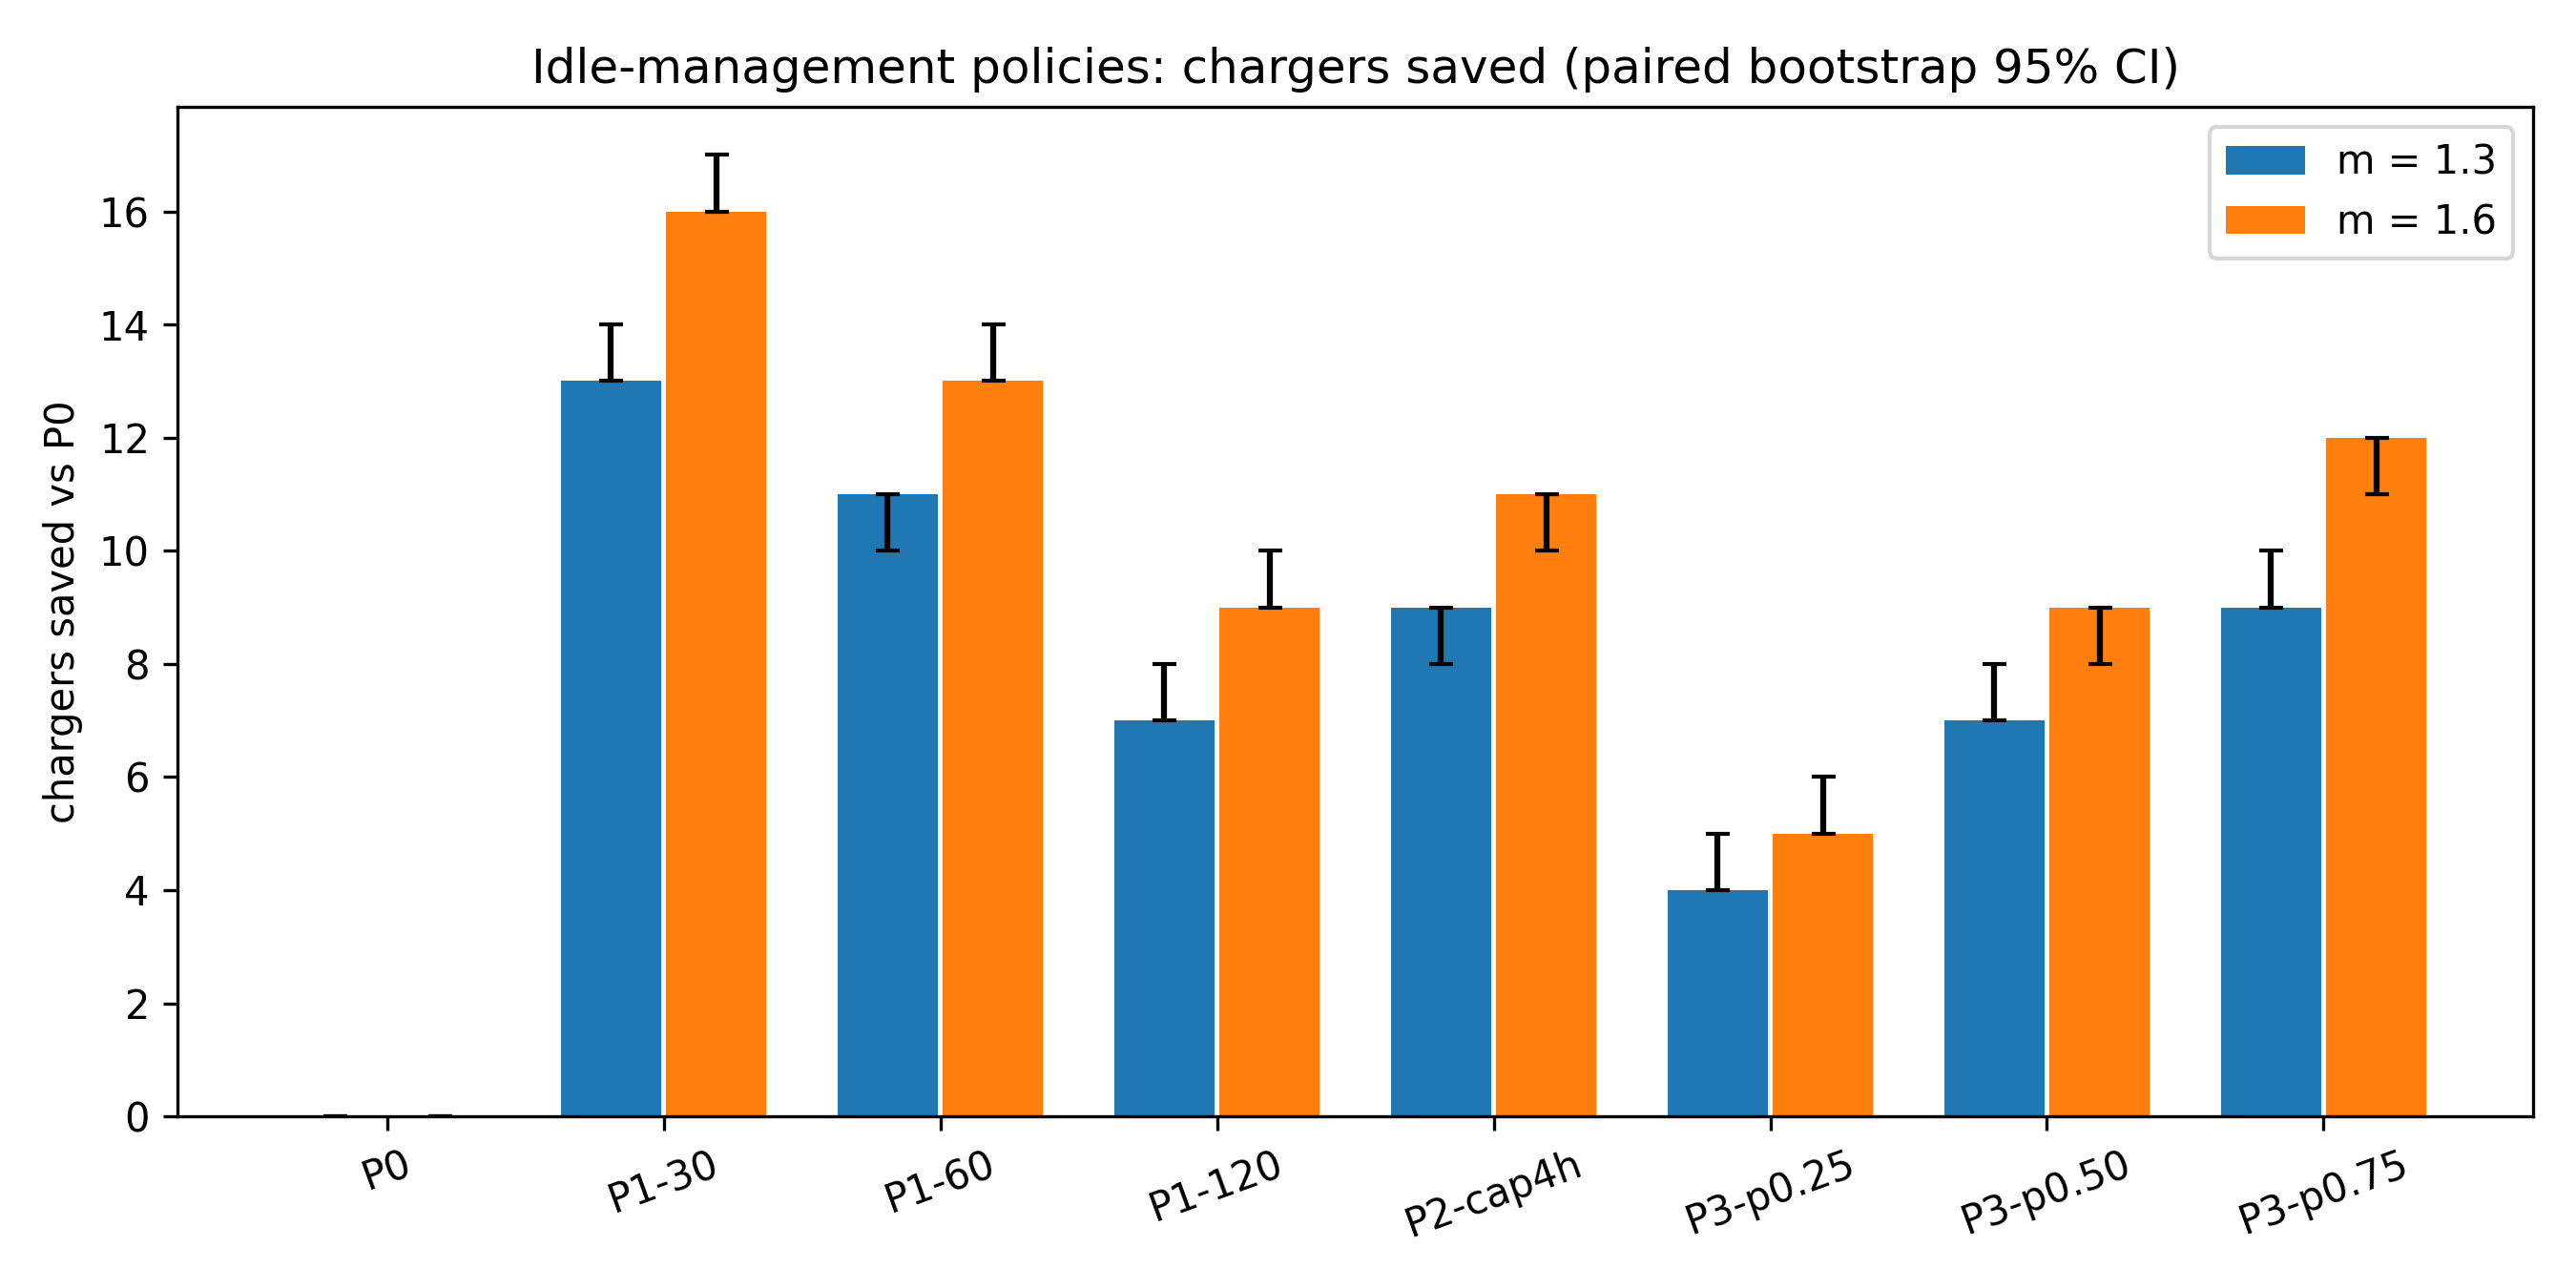 Idle-management policies: chargers saved (paired bootstrap 95% CI)
m = 1.3
m = 1.6
chargers saved vs P0
16
14
12
10
8
6
4
2
0
P0
P1-30
P1-60
P1-120
P2-cap4h
P3-p0.25
P3-p0.50
P3-p0.75